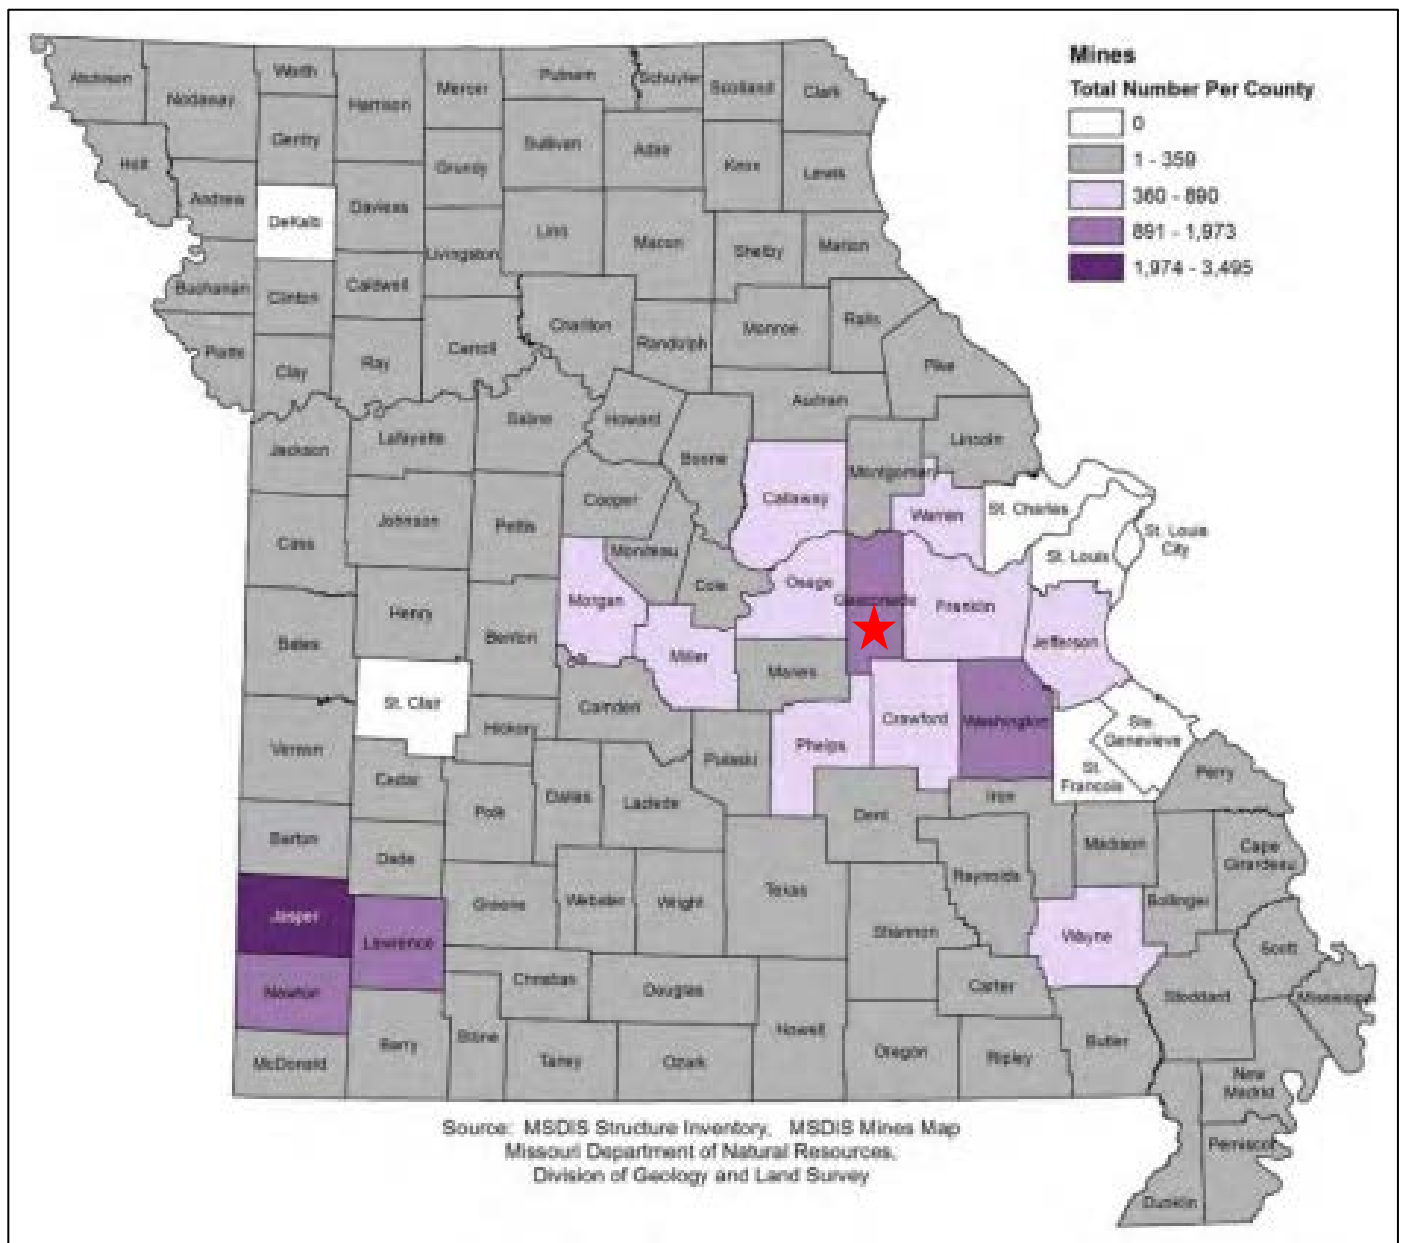 Mines
Total Number Per County
0
1 - 359
360 - 890
891 - 1,973
1,974 - 3,495
Atchison
Nodaway
Worth
Harrison
Mercer
Putnam
Schuyler
Scotland
Clark
Gentry
Sullivan
Adair
Knox
Lewis
Holt
Grundy
Andrew
DeKalb
Daviess
Linn
Macon
Shelby
Marion
Livingston
Buchanan
Clinton
Caldwell
Chariton
Randolph
Monroe
Ralls
Platte
Clay
Ray
Carroll
Pike
Audrain
Saline
Howard
Jackson
Lafayette
Boone
Lincoln
Montgomery
Cooper
Callaway
Warren
St. Charles
Johnson
Pettis
St. Louis
City
Cass
Moniteau
St. Louis
Cole
Osage
Gasconade
Franklin
Morgan
Henry
Benton
Jefferson
Bates
Miller
Maries
St. Clair
Camden
Crawford
Washington
Ste.
Genevieve
Hickory
Vernon
Phelps
Pulaski
St.
Francois
Perry
Cedar
Dallas
Laclede
Iron
Polk
Dent
Barton
Dade
Madison
Cape
Girardeau
Reynolds
Texas
Greene
Webster
Wright
Bollinger
Jasper
Lawrence
Shannon
Wayne
Scott
Newton
Christian
Douglas
Carter
Stoddard
Mississippi
Howell
Barry
Stone
Taney
Ozark
Oregon
Ripley
Butler
McDonald
New
Madrid
Pemiscot
Dunklin
Source: MSDIS Structure Inventory, MSDIS Mines Map
Missouri Department of Natural Resources,
Division of Geology and Land Survey